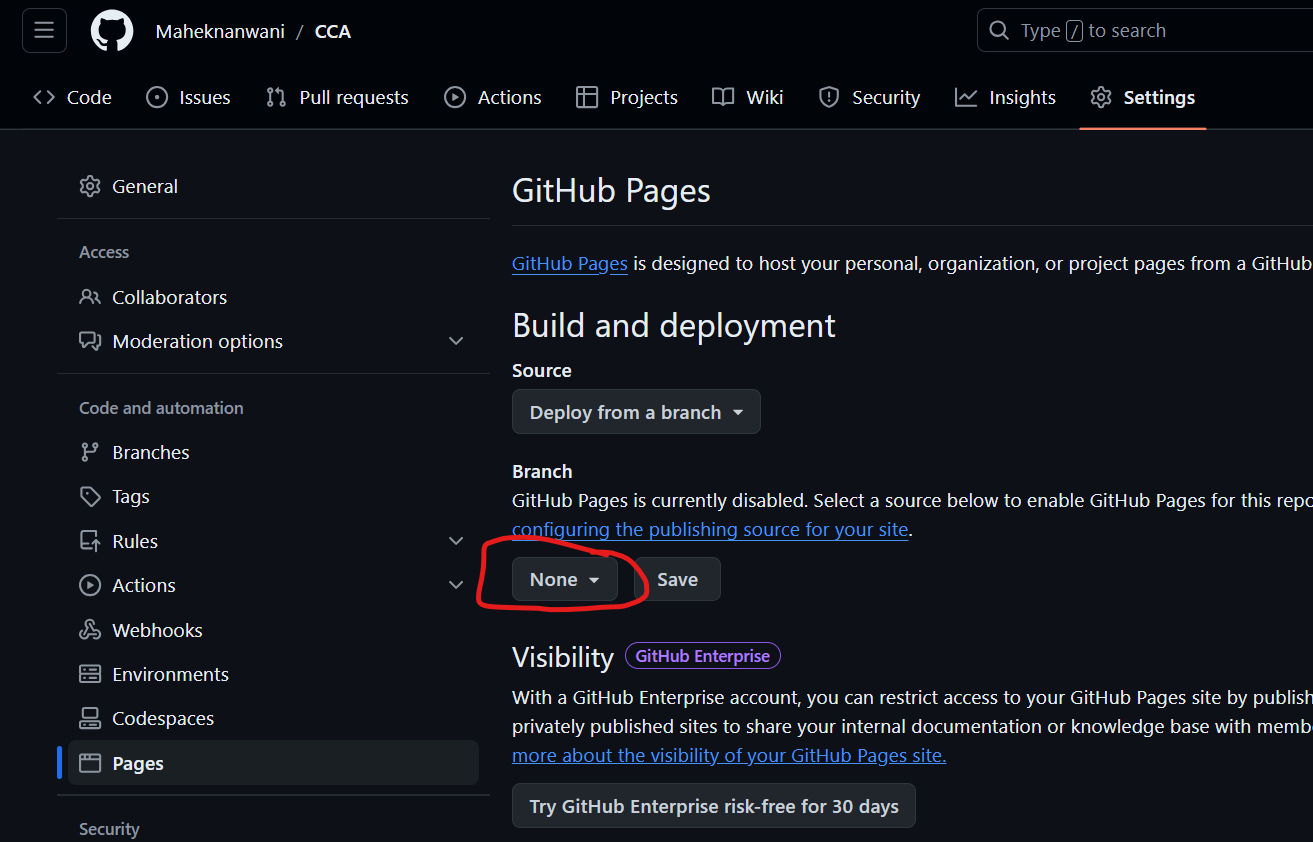 Maheknanwani / CCA
Type / to search
Code Issues Pull requests Actions Projects Wiki Security Insights Settings
General
Access
Collaborators
Moderation options
Code and automation
Branches
Tags
Rules
Actions
Webhooks
Environments
Codespaces
Pages
Security
GitHub Pages
GitHub Pages is designed to host your personal, organization, or project pages from a GitHub
Build and deployment
Source
Deploy from a branch
Branch
GitHub Pages is currently disabled. Select a source below to enable GitHub Pages for this repo
configuring the publishing source for your site.
None Save
Visibility GitHub Enterprise
With a GitHub Enterprise account, you can restrict access to your GitHub Pages site by publish
privately published sites to share your internal documentation or knowledge base with memb
more about the visibility of your GitHub Pages site.
Try GitHub Enterprise risk-free for 30 days